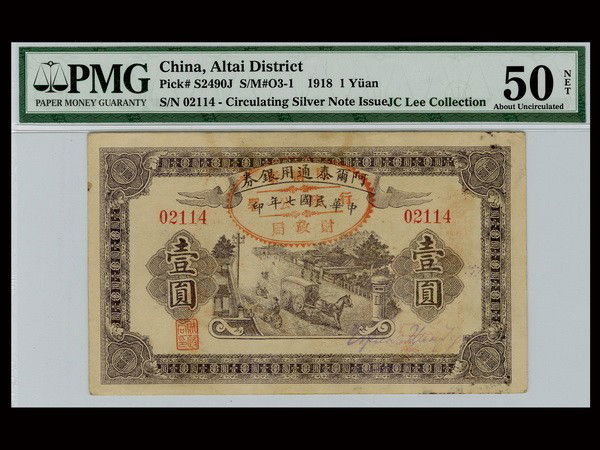 PMG
PAPER MONEY GUARANTY
China, Altai District
Pick# S2490J S/M#O3-1 1918 1 Yüan
S/N 02114 - Circulating Silver Note IssueJC Lee Collection
50 NET
About Uncirculated
券銀用通泰爾阿
印年七國民華中
局政財
02114 02114
壹圓 壹圓